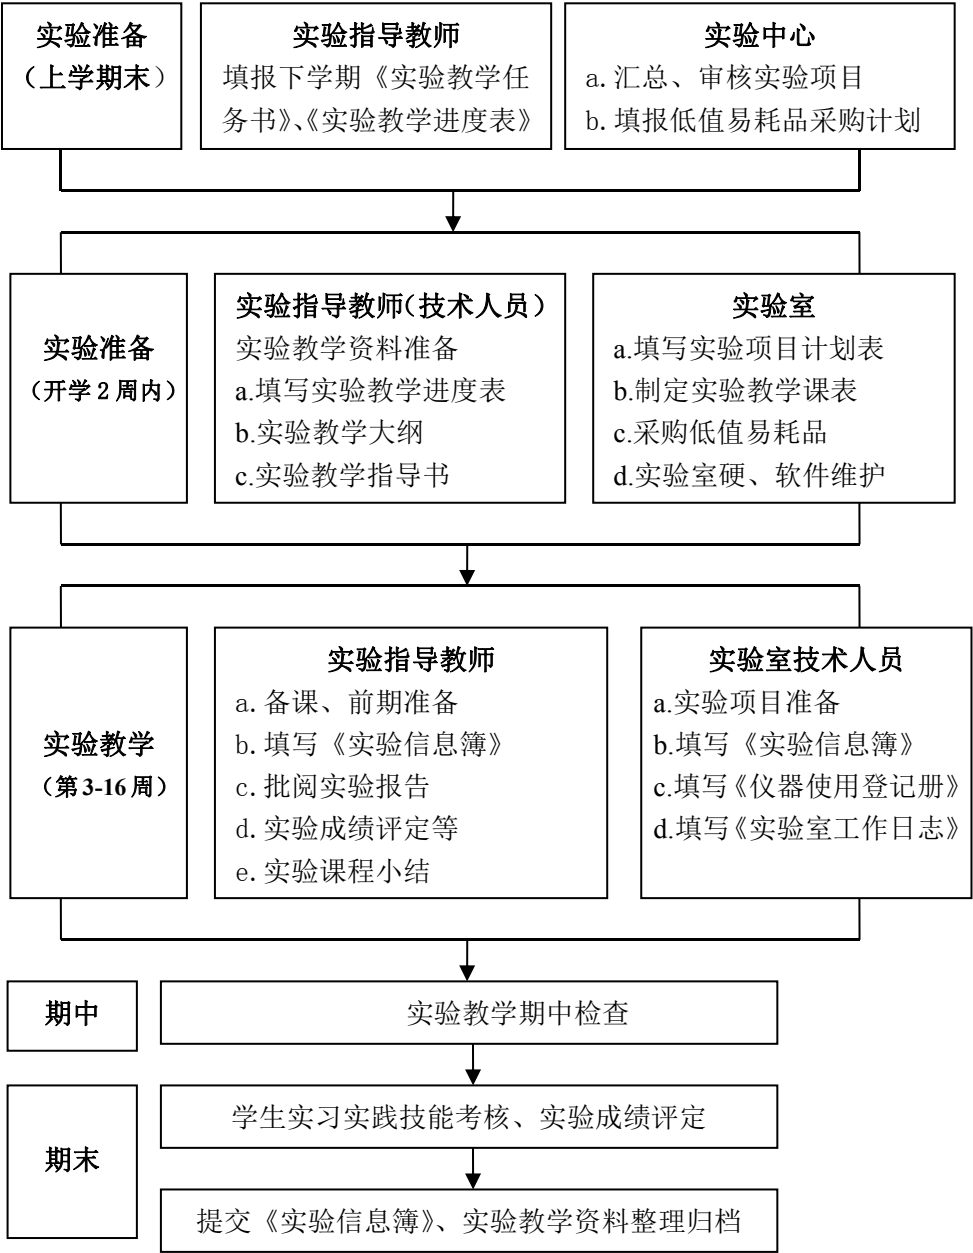 实验准备
（上学期末）
实验指导教师
填报下学期《实验教学任
务书》、《实验教学进度表》
实验中心
a. 汇总、审核实验项目
b. 填报低值易耗品采购计划
实验准备
（开学 2 周内）
实验指导教师（技术人员）
实验教学资料准备
a.填写实验教学进度表
b.实验教学大纲
c.实验教学指导书
实验室
a.填写实验项目计划表
b.制定实验教学课表
c.采购低值易耗品
d.实验室硬、软件维护
实验教学
（第 3-16 周）
实验指导教师
a. 备课、前期准备
b. 填写《实验信息簿》
c. 批阅实验报告
d. 实验成绩评定等
e. 实验课程小结
实验室技术人员
a.实验项目准备
b.填写《实验信息簿》
c.填写《仪器使用登记册》
d.填写《实验室工作日志》
期中
实验教学期中检查
期末
学生实习实践技能考核、实验成绩评定
提交《实验信息簿》、实验教学资料整理归档